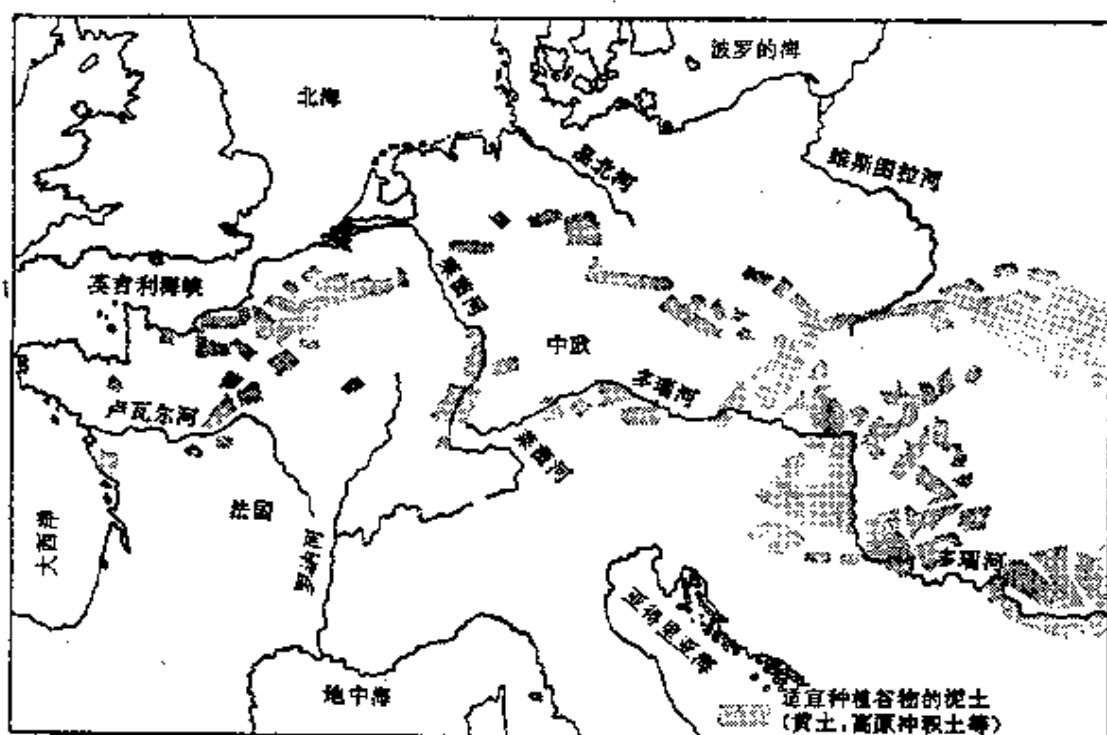 波罗的海
北海
易北河
维斯图拉河
英吉利海峡
莱茵河
中欧
多瑙河
卢瓦尔河
莱茵河
法国
大西洋
罗纳河
多瑙河
亚得里亚海
地中海
适宜种植谷物的泥土
(黄土,高原冲积土等)